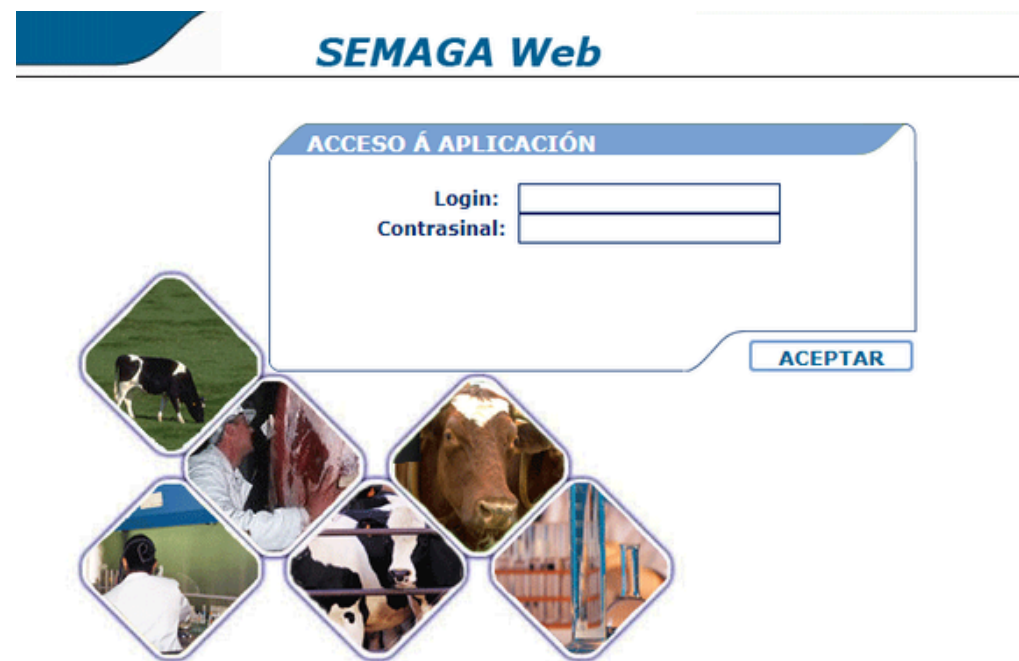 SEMAGA Web
ACCESO Á APLICACIÓN
Login:
Contrasinal:
ACEPTAR